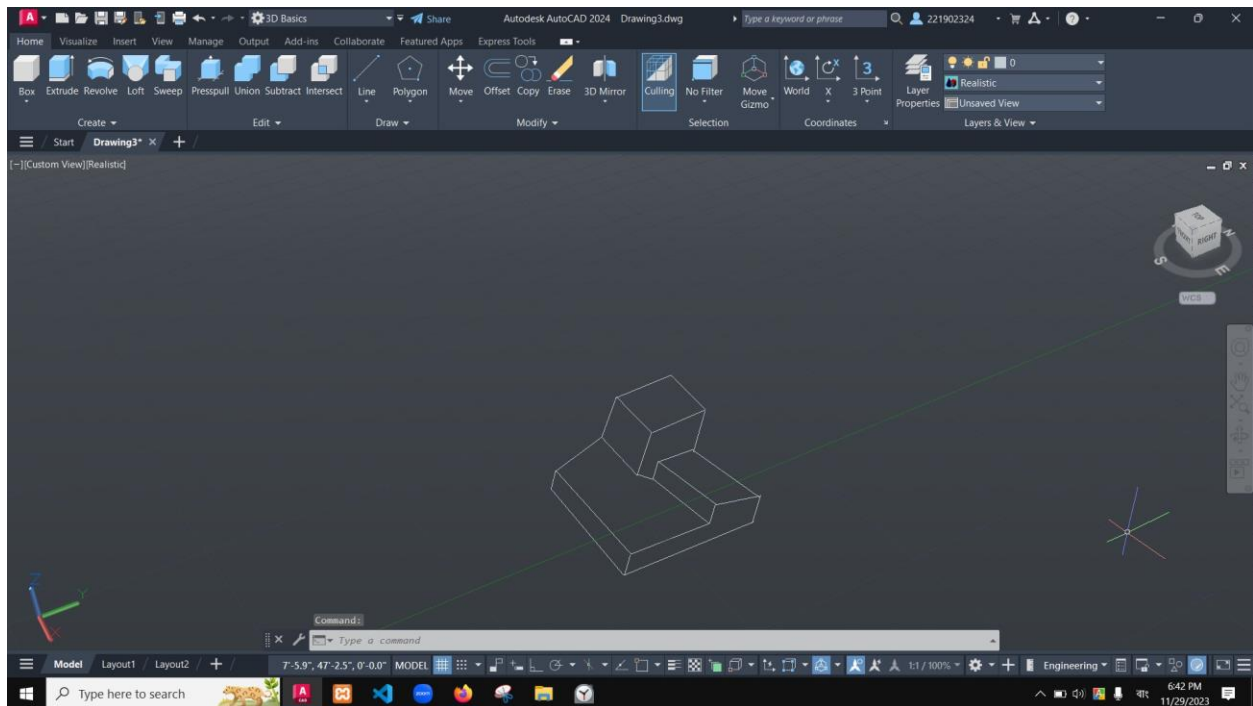 A CAD 3D Basics Share Autodesk AutoCAD 2024 Drawing3.dwg Type a keyword or phrase 221902324
Home Visualize Insert View Manage Output Add-ins Collaborate Featured Apps Express Tools
Box Extrude Revolve Loft Sweep Presspull Union Subtract Intersect Line Polygon Move Offset Copy Erase 3D Mirror Culling No Filter Move Gizmo World X 3 Point Layer Properties
0
Realistic
Unsaved View
Create Edit Draw Modify Selection Coordinates Layers & View
Start Drawing3*
[−][Custom View][Realistic]
TOP
RIGHT
N
S
E
WCS
Z
Y
X
Command:
Type a command
Model Layout1 Layout2 7'-5.9", 47'-2.5", 0'-0.0" MODEL 1:1 / 100% Engineering
Type here to search zoom বাং 6:42 PM
11/29/2023